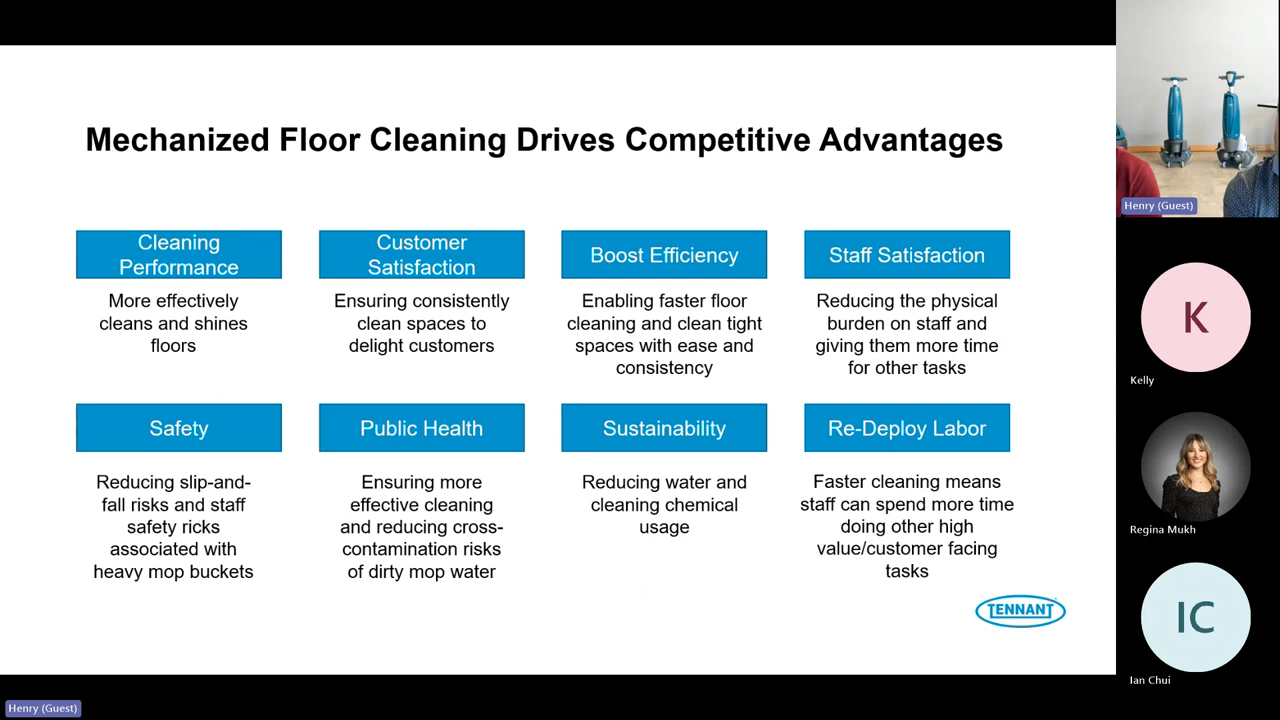 Mechanized Floor Cleaning Drives Competitive Advantages
Cleaning
Performance
More effectively
cleans and shines
floors
Customer
Satisfaction
Ensuring consistently
clean spaces to
delight customers
Boost Efficiency
Enabling faster floor
cleaning and clean tight
spaces with ease and
consistency
Staff Satisfaction
Reducing the physical
burden on staff and
giving them more time
for other tasks
Safety
Reducing slip-and-
fall risks and staff
safety ricks
associated with
heavy mop buckets
Public Health
Ensuring more
effective cleaning
and reducing cross-
contamination risks
of dirty mop water
Sustainability
Reducing water and
cleaning chemical
usage
Re-Deploy Labor
Faster cleaning means
staff can spend more time
doing other high
value/customer facing
tasks
TENNANT
Henry (Guest)
K
Kelly
Regina Mukh
IC
Ian Chui
Henry (Guest)